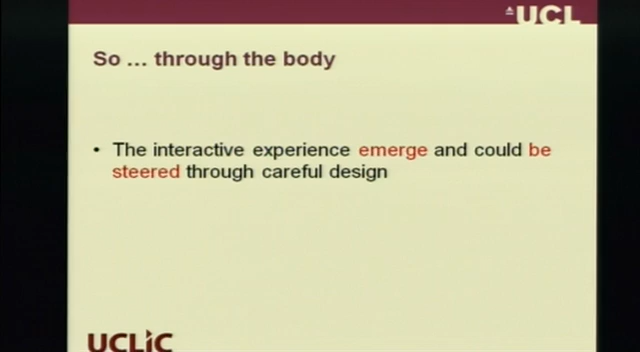 UCL
So ... through the body
• The interactive experience emerge and could be
steered through careful design
UCLIC